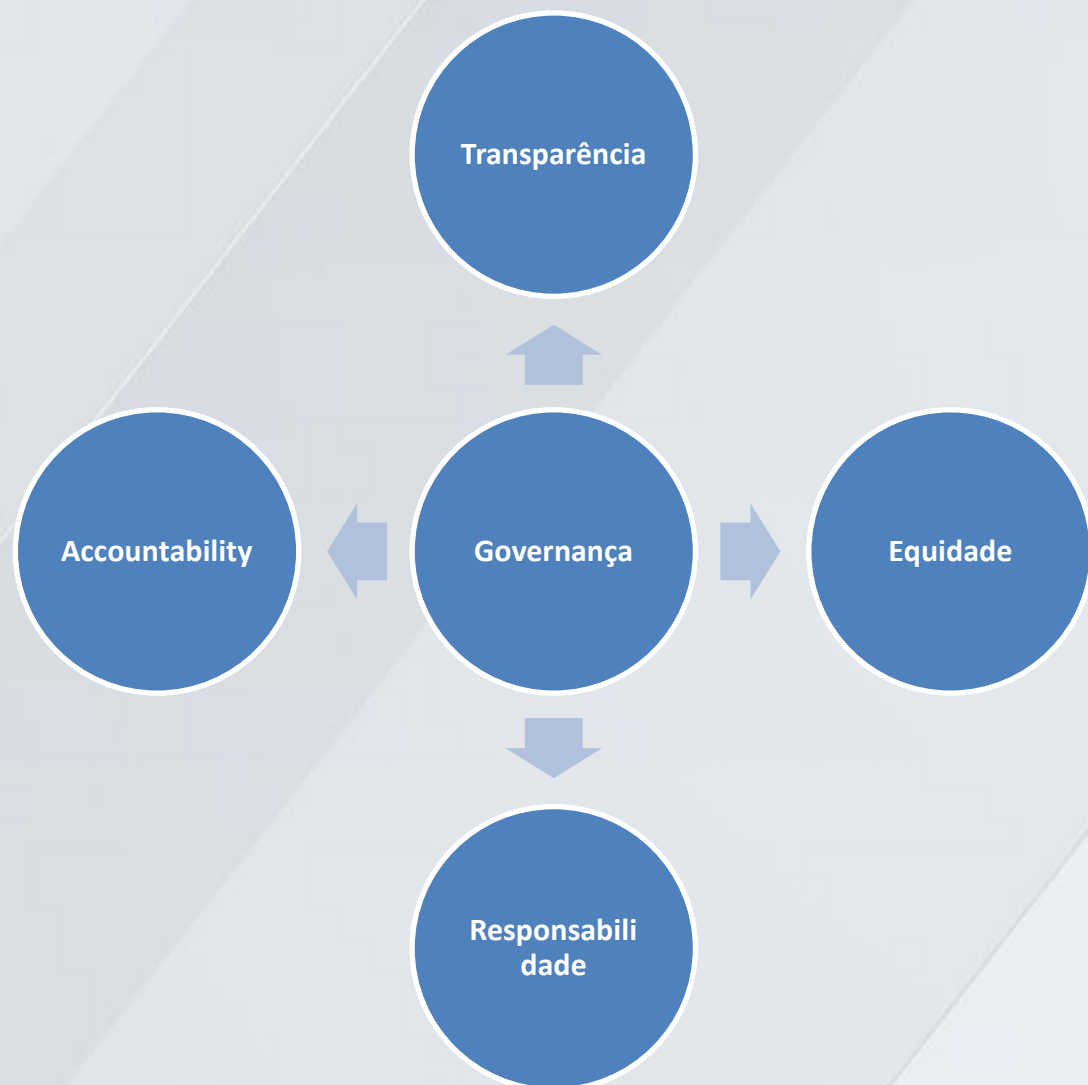 Transparência
Accountability
Governança
Equidade
Responsabili
dade